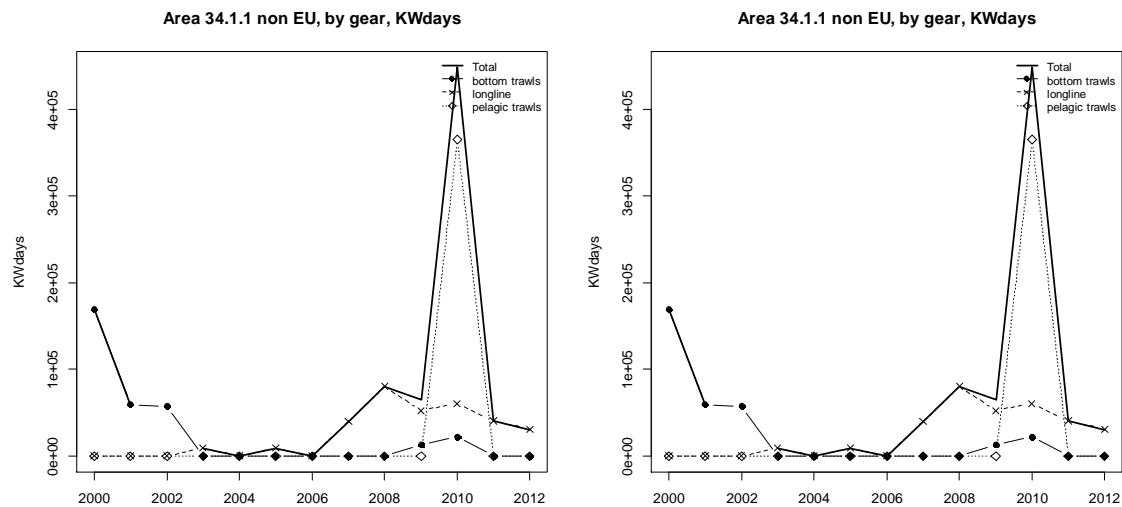 Area 34.1.1 non EU, by gear, KWdays
Total
bottom trawls
longline
pelagic trawls
KWdays
4e+05
3e+05
2e+05
1e+05
0e+00
2000 2002 2004 2006 2008 2010 2012
Area 34.1.1 non EU, by gear, KWdays
Total
bottom trawls
longline
pelagic trawls
KWdays
4e+05
3e+05
2e+05
1e+05
0e+00
2000 2002 2004 2006 2008 2010 2012